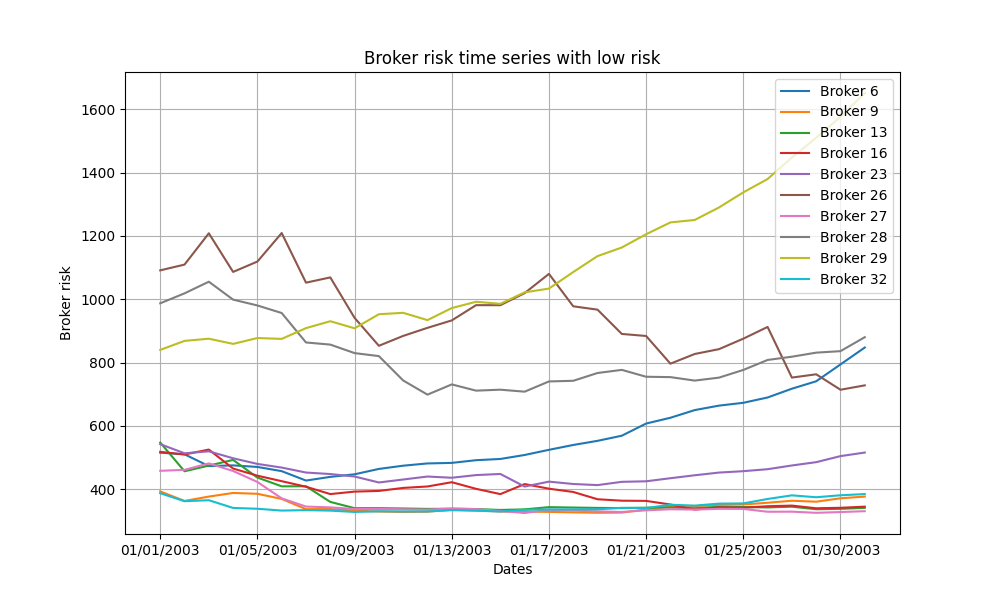 Broker risk time series with low risk
Broker risk
1600
1400
1200
1000
800
600
400
Broker 6
Broker 9
Broker 13
Broker 16
Broker 23
Broker 26
Broker 27
Broker 28
Broker 29
Broker 32
01/01/2003 01/05/2003 01/09/2003 01/13/2003 01/17/2003 01/21/2003 01/25/2003 01/30/2003
Dates